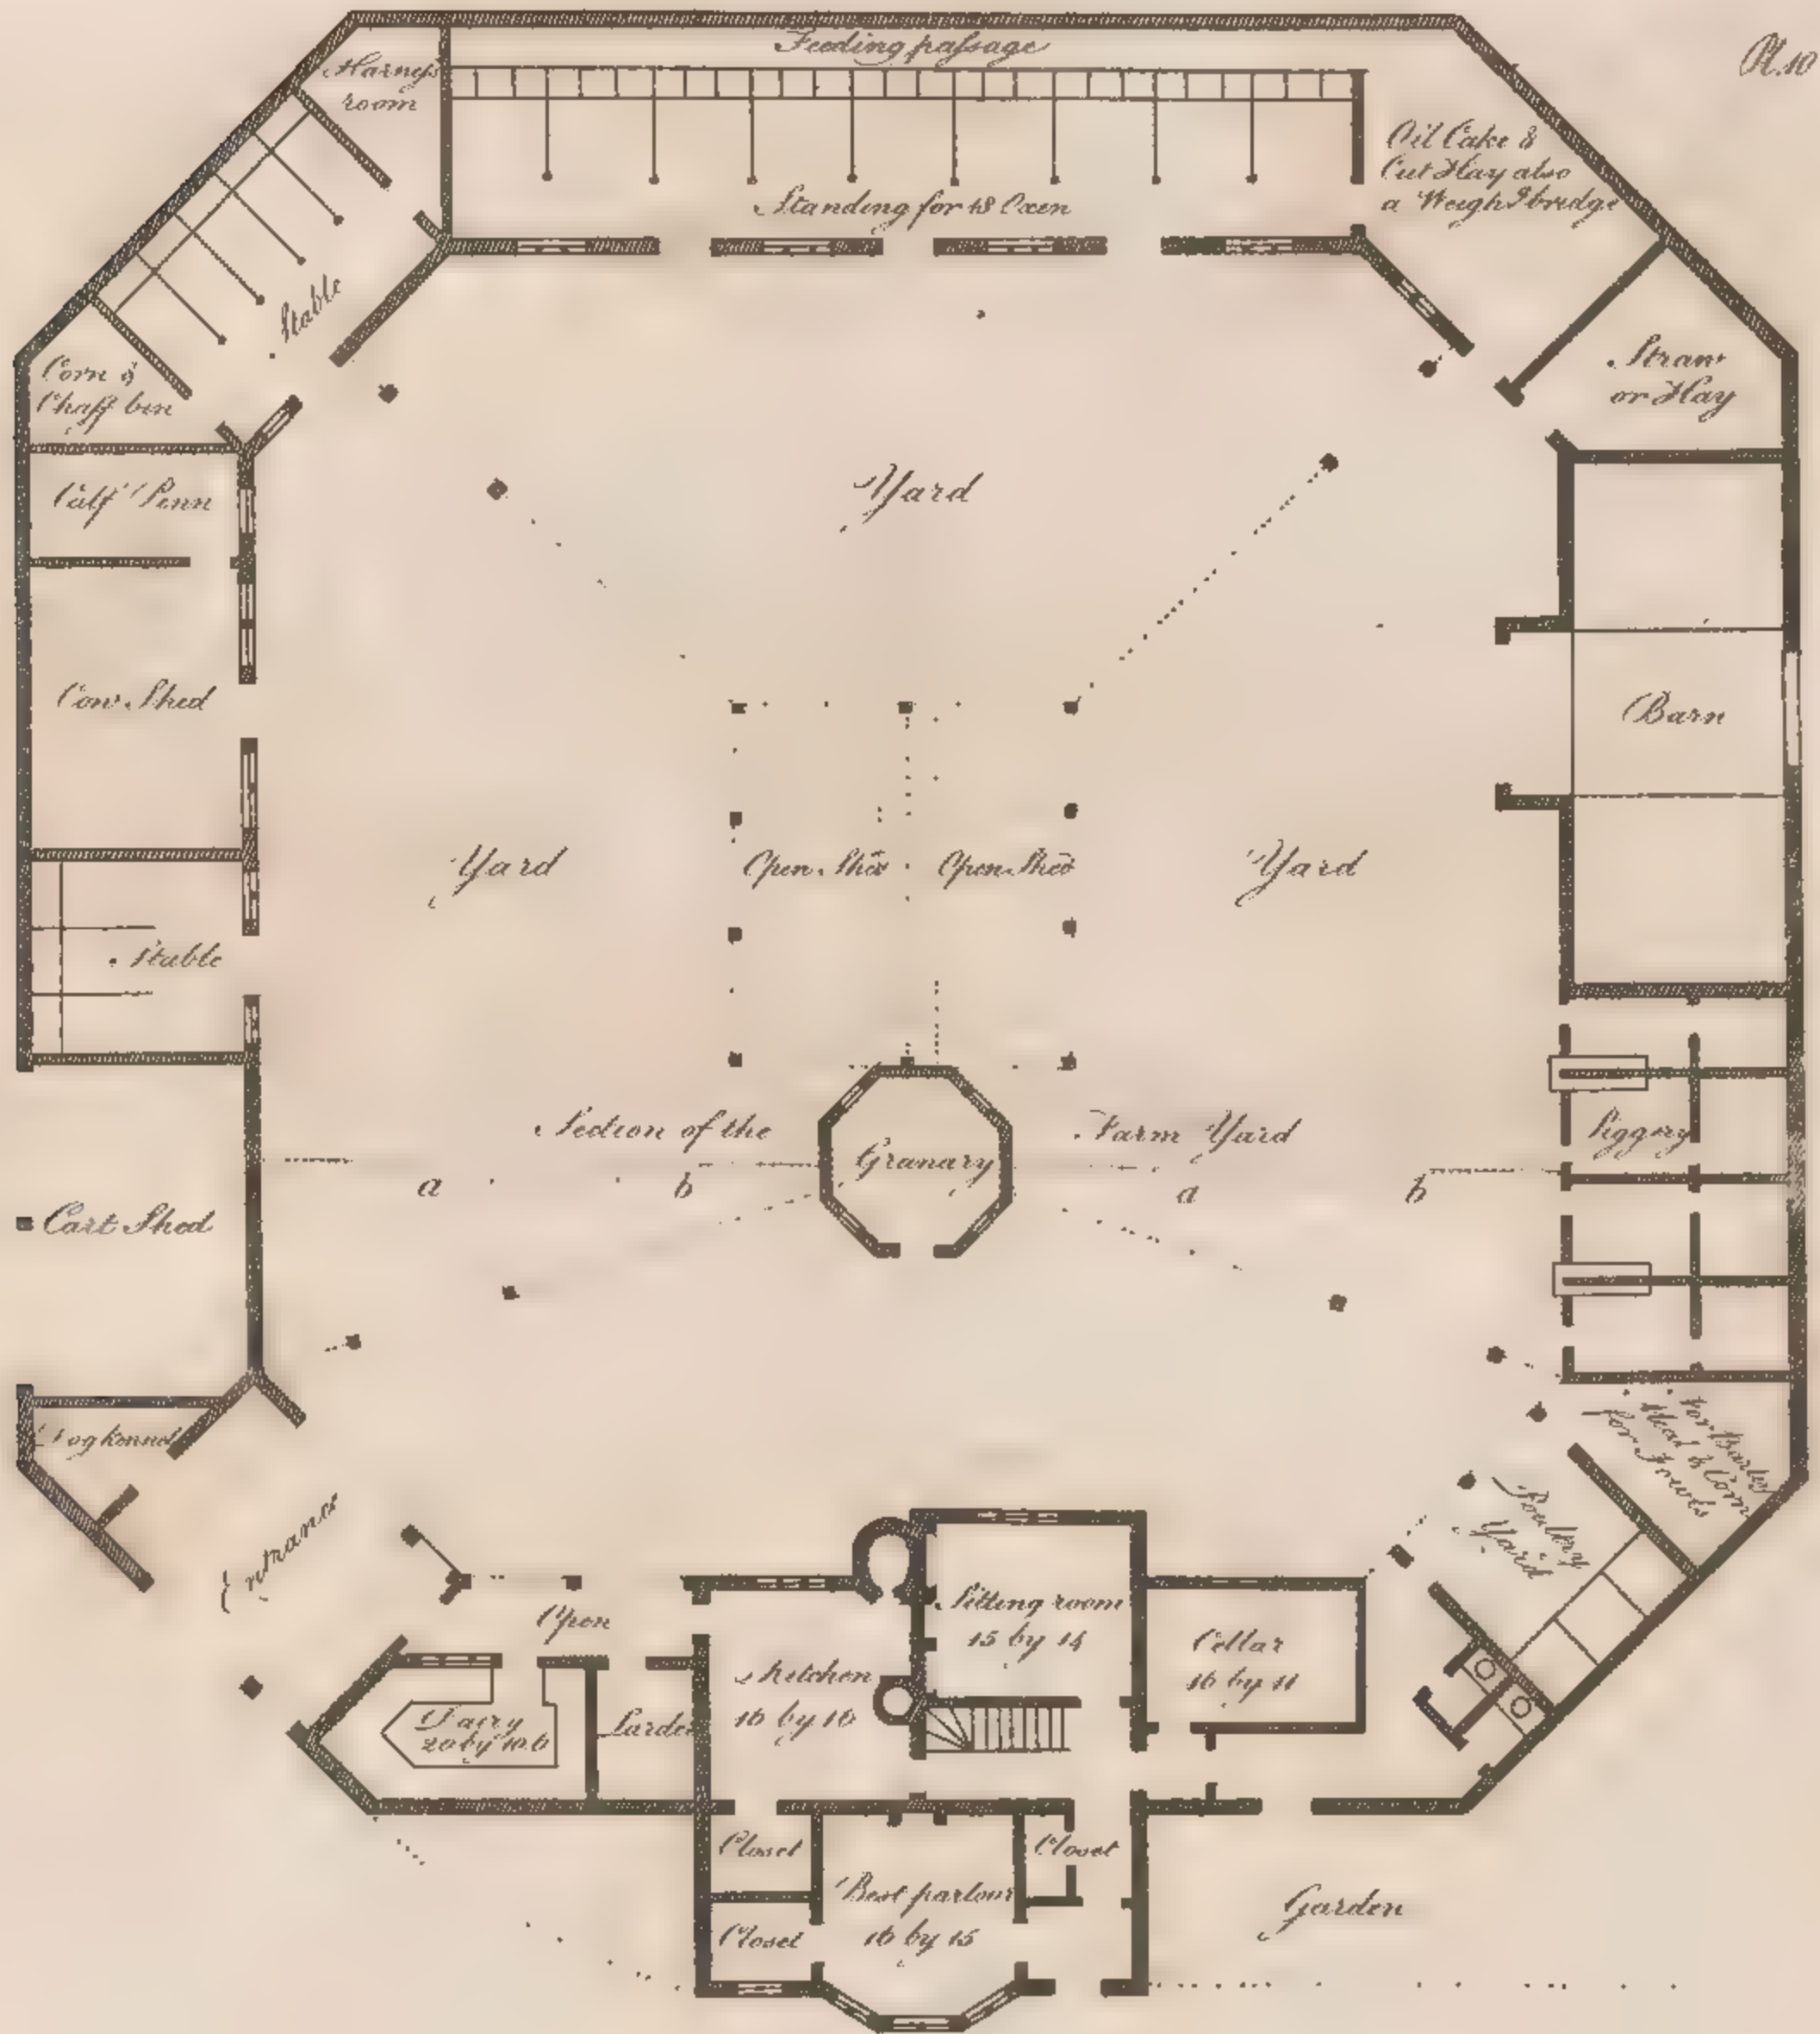 Pl. 10
Feeding paſsage
Harneſs
room
Oil Cake &
Cut Hay also
a Weigh Bridge
Standing for 18 Oxen
Stable
Corn &
Chaff bin
Straw
or Hay
Calf Penn
Yard
Cow Shed
Barn
Yard
Open Shed
Open Shed
Yard
Stable
Section of the
Farm Yard
Piggery
Granary
a
b
a
b
Cart Shed
Dog kennel
For Barley
Meal & Corn
for Fowls
Poultry
Yard
Entrance
Open
Sitting room
15 by 14
Cellar
16 by 11
Kitchen
16 by 16
Dairy
20 by 10.6
Larder
Closet
Closet
Best parlour
16 by 15
Closet
Garden